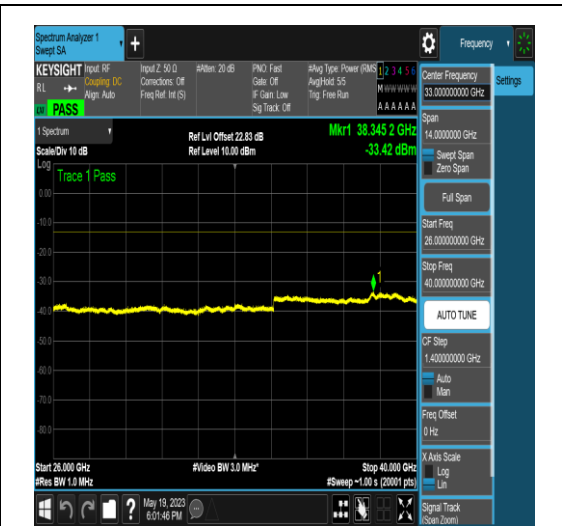 Spectrum Analyzer 1
Swept SA
+
Frequency
KEYSIGHT
Input: RF
Coupling: DC
Align: Auto
RL
PASS
Input Z: 50 Ω
Corrections: Off
Freq Ref: Int (S)
#Atten: 20 dB
PNO: Fast
Gate: Off
IF Gain: Low
Sig Track: Off
#Avg Type: Power (RMS
Avg|Hold: 5/5
Trig: Free Run
1 2 3 4 5 6
M W W W W W
A A A A A A
1 Spectrum
Scale/Div 10 dB
Ref Lvl Offset 22.83 dB
Ref Level 10.00 dBm
Mkr1 38.345 2 GHz
-33.42 dBm
Log
Trace 1 Pass
0.00
-10.0
-20.0
-30.0
-40.0
-50.0
-60.0
-70.0
-80.0
1
Start 26.000 GHz
#Res BW 1.0 MHz
#Video BW 3.0 MHz*
Stop 40.000 GHz
#Sweep ~1.00 s (20001 pts)
May 19, 2023
6:01:46 PM
?
Center Frequency
33.000000000 GHz
Settings
Span
14.0000000 GHz
Swept Span
Zero Span
Full Span
Start Freq
26.000000000 GHz
Stop Freq
40.000000000 GHz
AUTO TUNE
CF Step
1.400000000 GHz
Auto
Man
Freq Offset
0 Hz
X Axis Scale
Log
Lin
Signal Track
(Span Zoom)